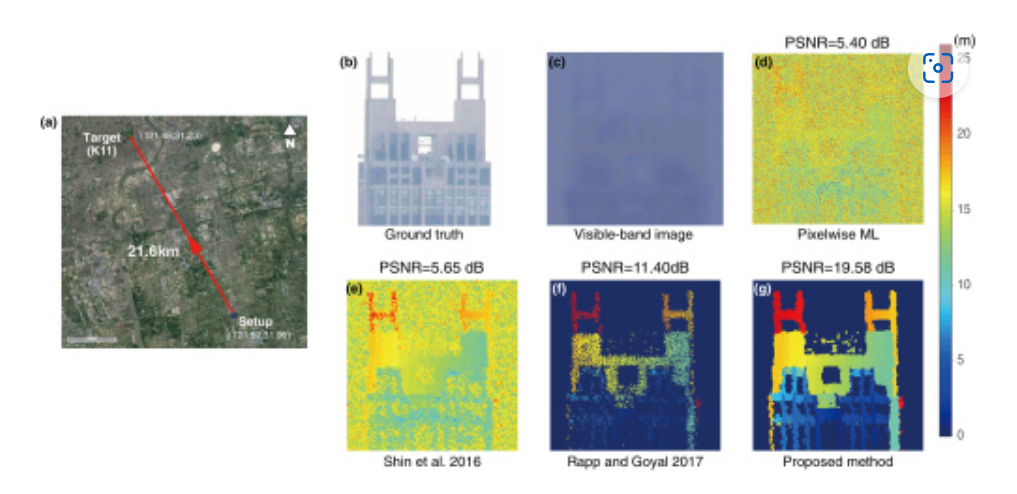 (a)
Target
(K11)
N
21.6km
Setup
(b)
Ground truth
(c)
Visible-band image
PSNR=5.40 dB
(d)
Pixelwise ML
PSNR=5.65 dB
(e)
Shin et al. 2016
PSNR=11.40dB
(f)
Rapp and Goyal 2017
PSNR=19.58 dB
(g)
Proposed method
(m)
25
20
15
10
5
0